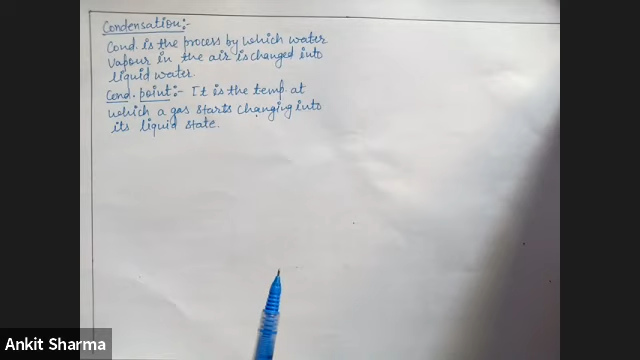 Condensation:-
Cond. is the process by which water
vapour in the air is changed into
liquid water.
Cond. point:- It is the temp. at
which a gas starts changing into
its liquid state.
Ankit Sharma